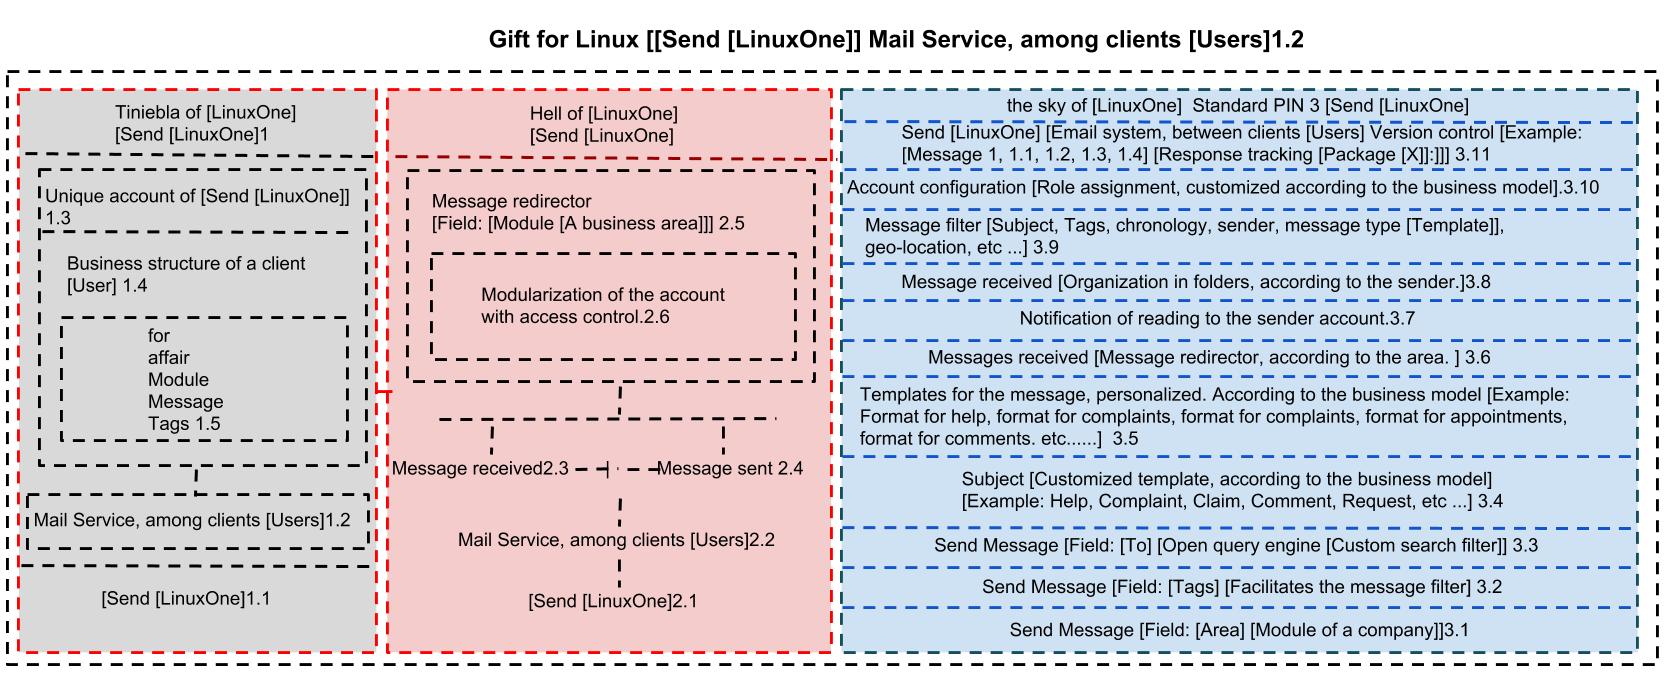 Gift for Linux [[Send [LinuxOne]] Mail Service, among clients [Users]1.2
Tiniebla of [LinuxOne]
[Send [LinuxOne]1
Unique account of [Send [LinuxOne]]
1.3
Business structure of a client
[User] 1.4
for
affair
Module
Message
Tags 1.5
Mail Service, among clients [Users]1.2
[Send [LinuxOne]1.1
Hell of [LinuxOne]
[Send [LinuxOne]
Message redirector
[Field: [Module [A business area]]] 2.5
Modularization of the account
with access control.2.6
Message received2.3
Message sent 2.4
Mail Service, among clients [Users]2.2
[Send [LinuxOne]2.1
the sky of [LinuxOne]  Standard PIN 3 [Send [LinuxOne]
Send [LinuxOne] [Email system, between clients [Users] Version control [Example:
[Message 1, 1.1, 1.2, 1.3, 1.4] [Response tracking [Package [X]]:]]] 3.11
Account configuration [Role assignment, customized according to the business model].3.10
Message filter [Subject, Tags, chronology, sender, message type [Template]],
geo-location, etc ...] 3.9
Message received [Organization in folders, according to the sender.]3.8
Notification of reading to the sender account.3.7
Messages received [Message redirector, according to the area. ] 3.6
Templates for the message, personalized. According to the business model [Example:
Format for help, format for complaints, format for complaints, format for appointments,
format for comments. etc......]  3.5
Subject [Customized template, according to the business model]
[Example: Help, Complaint, Claim, Comment, Request, etc ...] 3.4
Send Message [Field: [To] [Open query engine [Custom search filter]] 3.3
Send Message [Field: [Tags] [Facilitates the message filter] 3.2
Send Message [Field: [Area] [Module of a company]]3.1